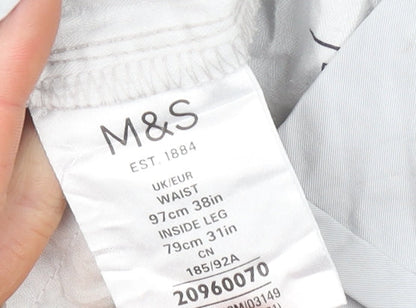 M&S
EST. 1884
UK/EUR
WAIST
97cm 38in
INSIDE LEG
79cm 31in
CN
185/92A
20960070